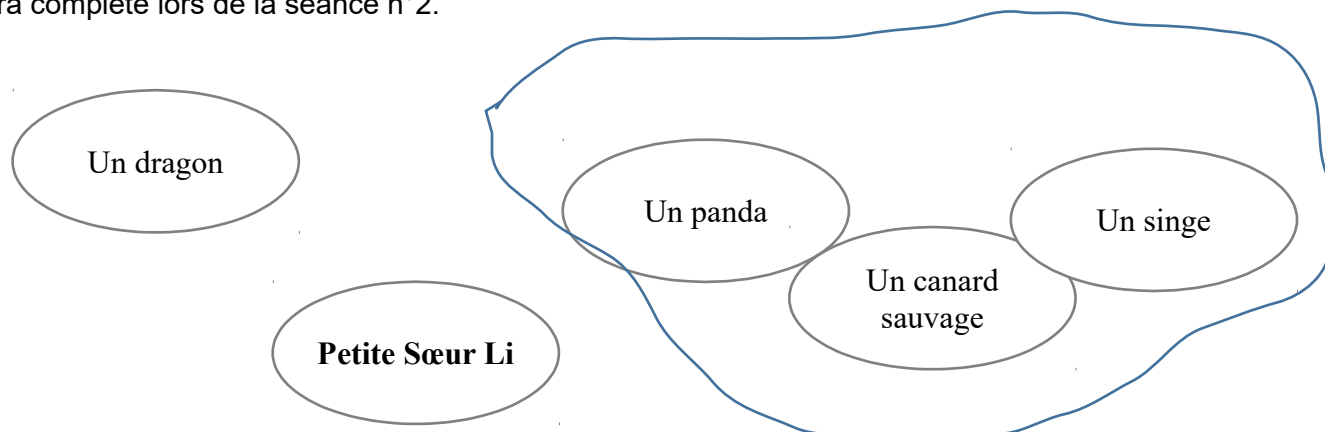 ra complété lors de la séance n°2.
Un dragon
Un panda
Un singe
Un canard
sauvage
Petite Sœur Li